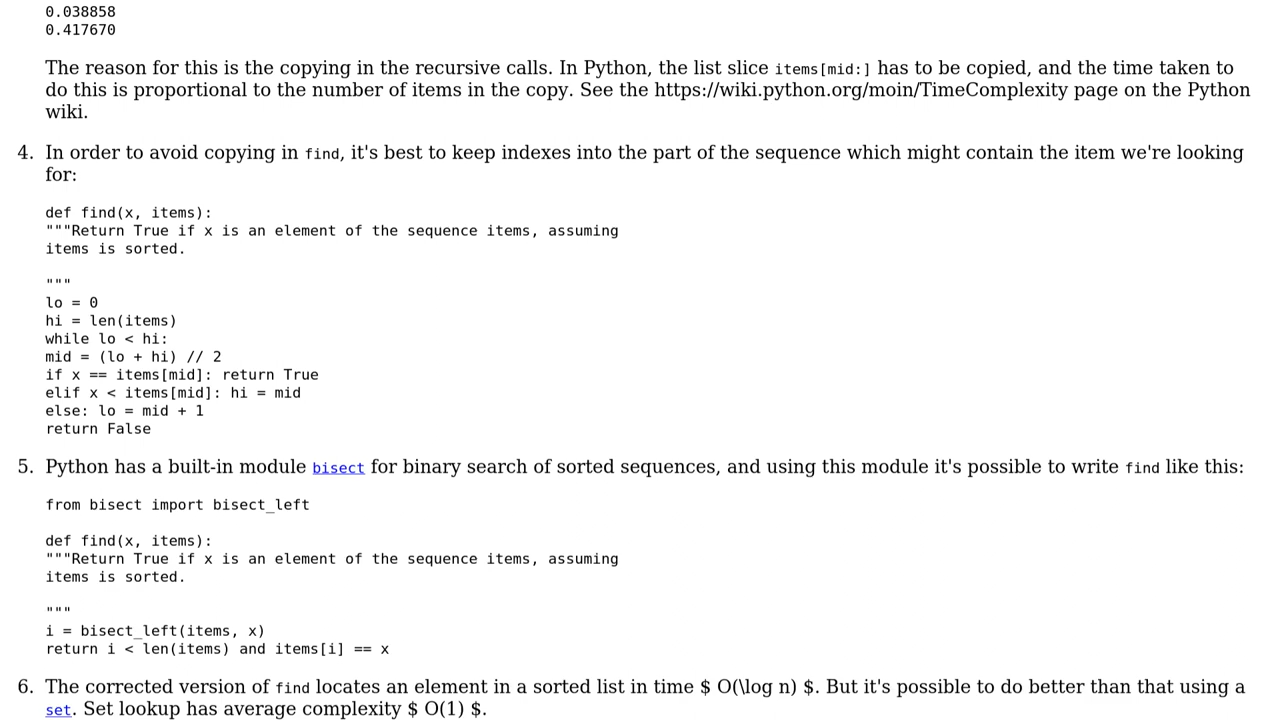 0.038858
0.417670
The reason for this is the copying in the recursive calls. In Python, the list slice items[mid:] has to be copied, and the time taken to
do this is proportional to the number of items in the copy. See the https://wiki.python.org/moin/TimeComplexity page on the Python
wiki.
4. In order to avoid copying in find, it's best to keep indexes into the part of the sequence which might contain the item we're looking
for:
def find(x, items):
"""Return True if x is an element of the sequence items, assuming
items is sorted.
"""
lo = 0
hi = len(items)
while lo < hi:
mid = (lo + hi) // 2
if x == items[mid]: return True
elif x < items[mid]: hi = mid
else: lo = mid + 1
return False
5. Python has a built-in module bisect for binary search of sorted sequences, and using this module it's possible to write find like this:
from bisect import bisect_left
def find(x, items):
"""Return True if x is an element of the sequence items, assuming
items is sorted.
"""
i = bisect_left(items, x)
return i < len(items) and items[i] == x
6. The corrected version of find locates an element in a sorted list in time $ O(\log n) $. But it's possible to do better than that using a
set. Set lookup has average complexity $ O(1) $.